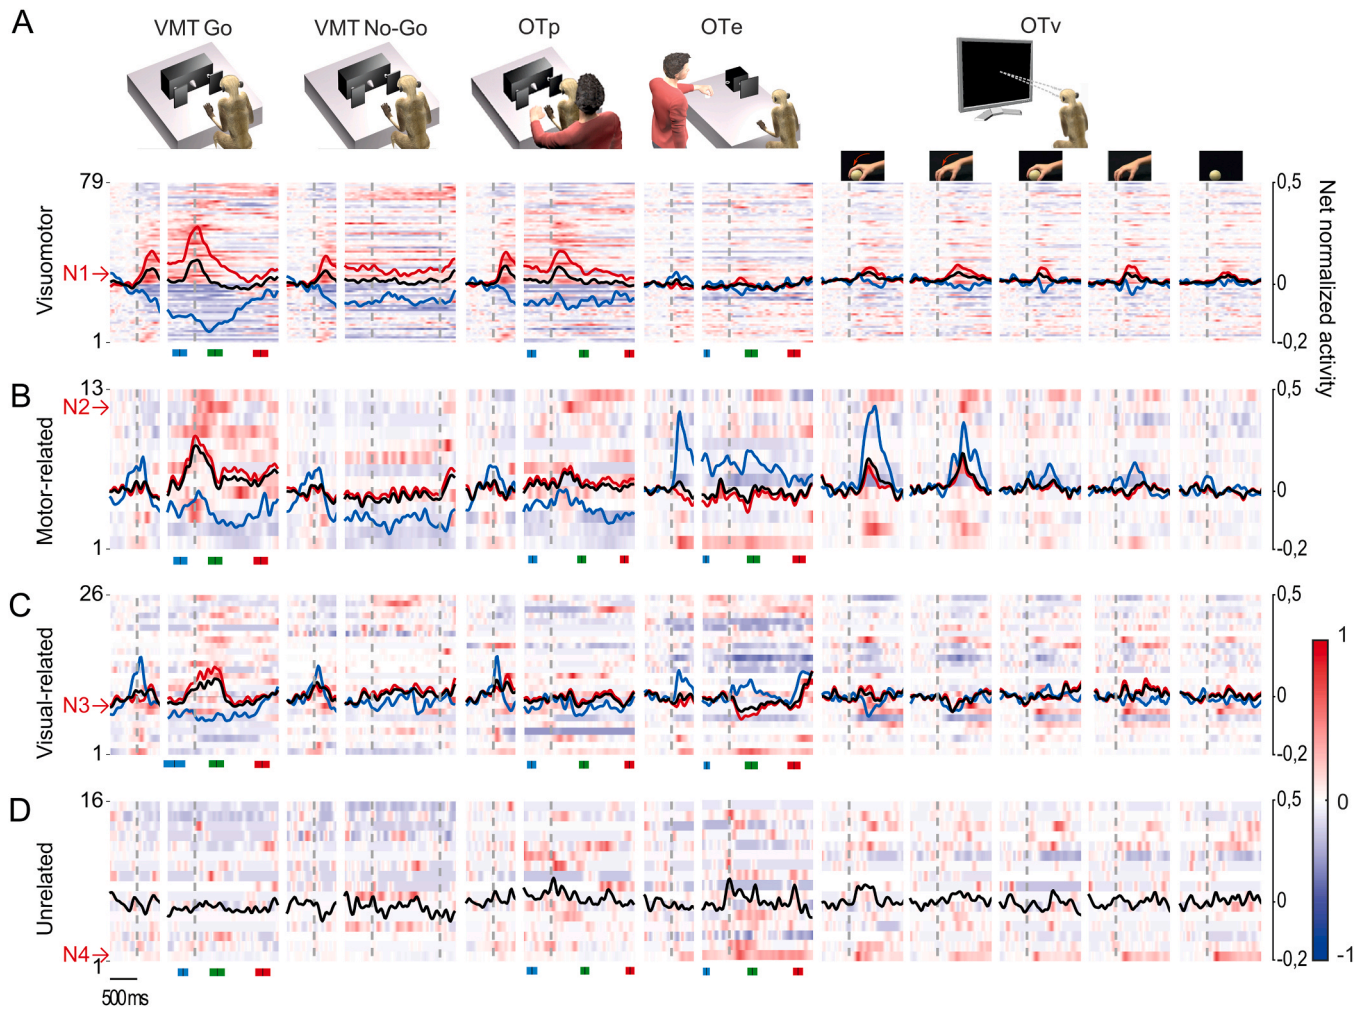 A
VMT Go
VMT No-Go
OTp
OTe
OTv
79
Visuomotor
N1→
1
0,5
0
-0,2
Net normalized activity
B
13
N2→
Motor-related
1
0,5
0
-0,2
C
26
Visual-related
N3→
1
0,5
0
-0,2
D
16
Unrelated
N4→
1
0,5
0
-0,2
1
0
-1
500 ms